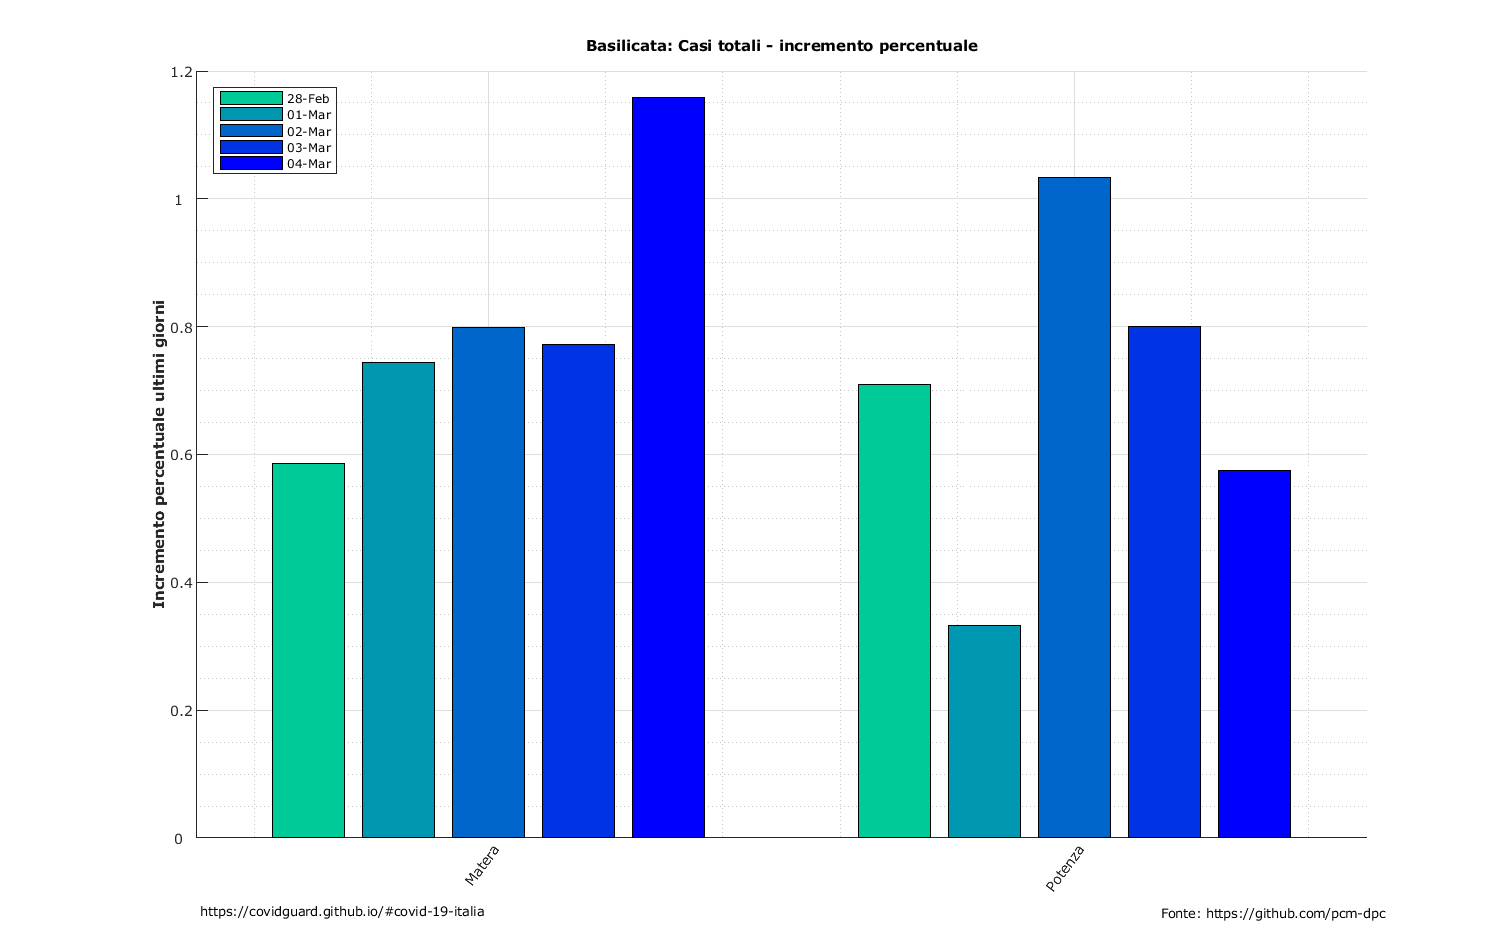 Basilicata: Casi totali - incremento percentuale
28-Feb
01-Mar
02-Mar
03-Mar
04-Mar
Incremento percentuale ultimi giorni
1.2
1
0.8
0.6
0.4
0.2
0
Matera
Potenza
https://covidguard.github.io/#covid-19-italia
Fonte: https://github.com/pcm-dpc